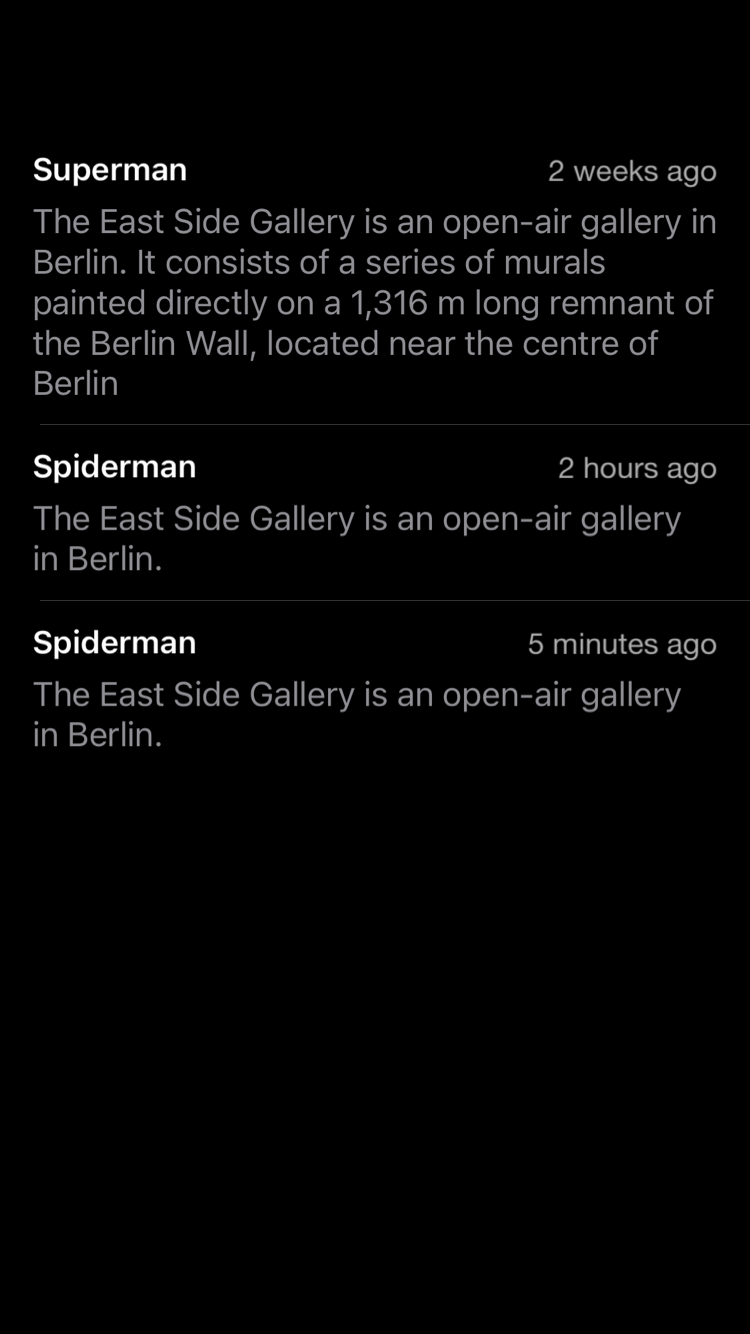 Superman 2 weeks ago
The East Side Gallery is an open-air gallery in
Berlin. It consists of a series of murals
painted directly on a 1,316 m long remnant of
the Berlin Wall, located near the centre of
Berlin
Spiderman 2 hours ago
The East Side Gallery is an open-air gallery
in Berlin.
Spiderman 5 minutes ago
The East Side Gallery is an open-air gallery
in Berlin.